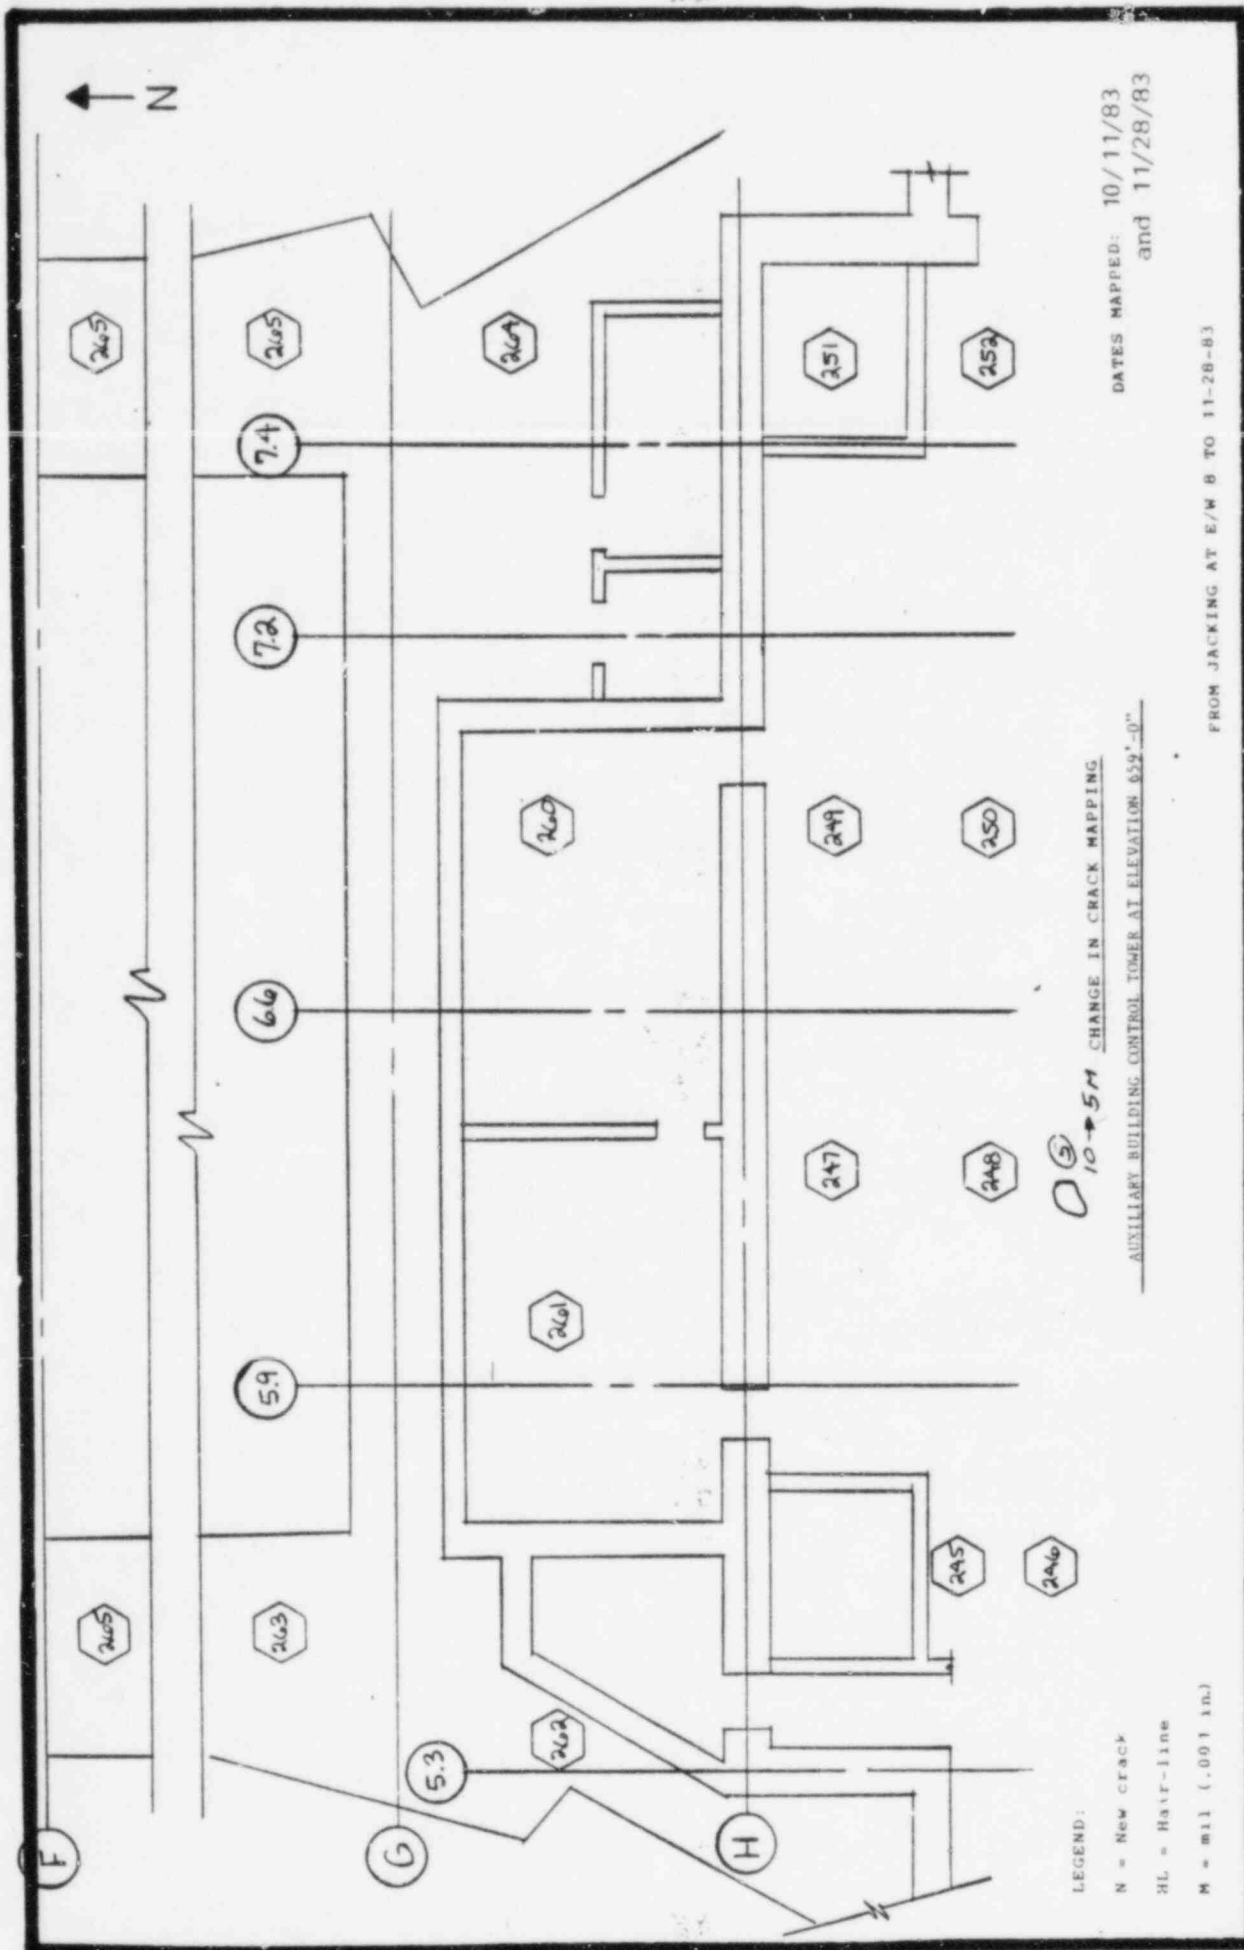 N
F
265
265
263
265
5.3
5.9
6.6
7.2
7.4
G
262
261
260
264
H
245
247
249
251
246
248
250
252
5
10→5M CHANGE IN CRACK MAPPING
AUXILIARY BUILDING CONTROL TOWER AT ELEVATION 659'-0"
DATES MAPPED: 10/11/83
and 11/28/83
FROM JACKING AT E/W 8 TO 11-28-83
LEGEND:
N = New crack
HL = Hair-line
M = mil (.001 in.)